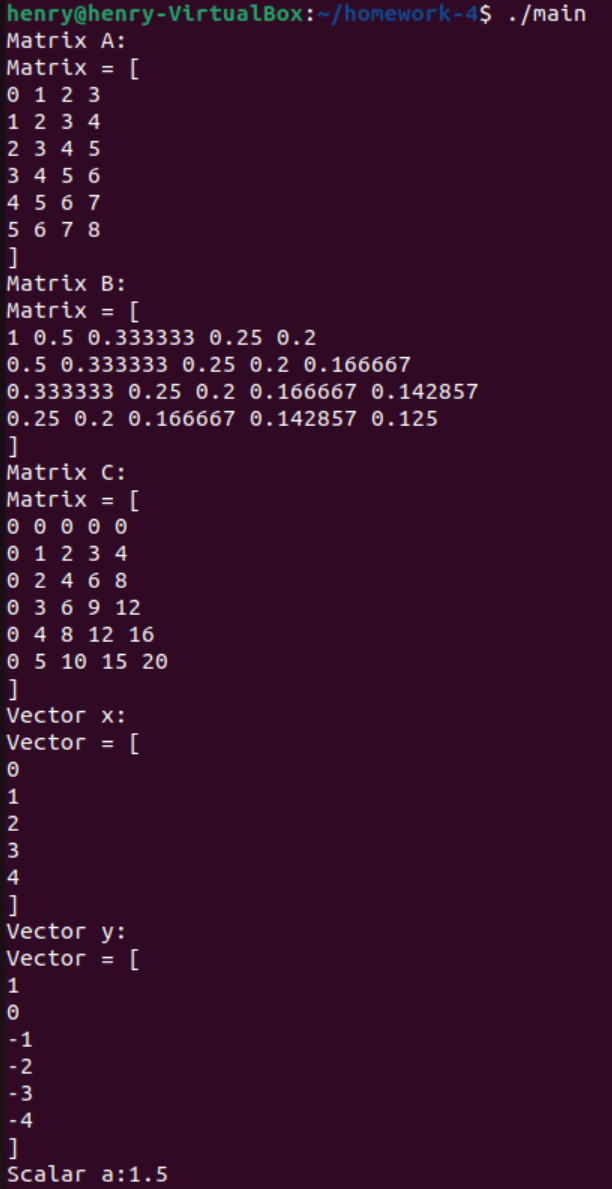 henry@henry-VirtualBox:~/homework-4$ ./main
Matrix A:
Matrix = [
0 1 2 3
1 2 3 4
2 3 4 5
3 4 5 6
4 5 6 7
5 6 7 8
]
Matrix B:
Matrix = [
1 0.5 0.333333 0.25 0.2
0.5 0.333333 0.25 0.2 0.166667
0.333333 0.25 0.2 0.166667 0.142857
0.25 0.2 0.166667 0.142857 0.125
]
Matrix C:
Matrix = [
0 0 0 0 0
0 1 2 3 4
0 2 4 6 8
0 3 6 9 12
0 4 8 12 16
0 5 10 15 20
]
Vector x:
Vector = [
0
1
2
3
4
]
Vector y:
Vector = [
1
0
-1
-2
-3
-4
]
Scalar a:1.5